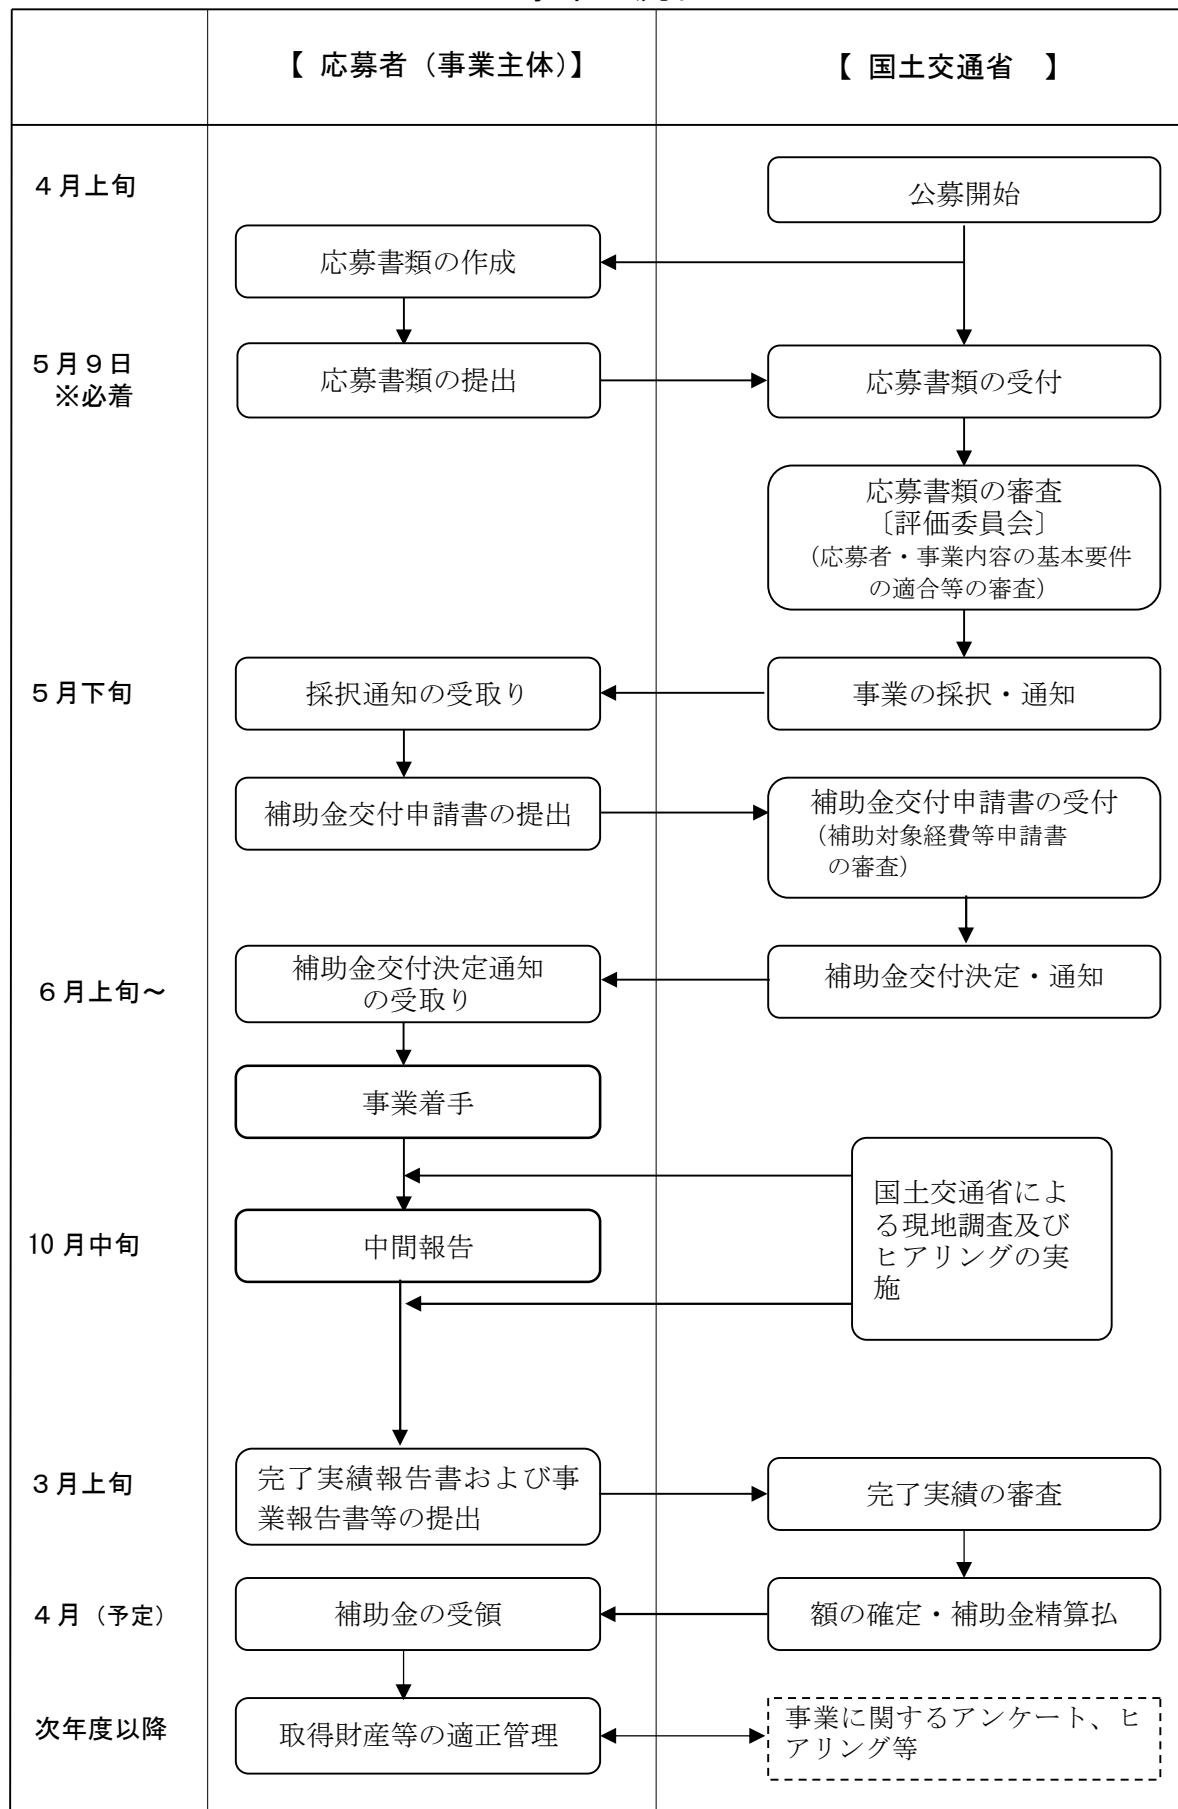 【 応募者（事業主体）】
【 国土交通省 】
４月上旬
公募開始
応募書類の作成
５月９日
※必着
応募書類の提出
応募書類の受付
応募書類の審査
〔評価委員会〕
（応募者・事業内容の基本要件
の適合等の審査）
５月下旬
採択通知の受取り
事業の採択・通知
補助金交付申請書の提出
補助金交付申請書の受付
（補助対象経費等申請書
の審査）
６月上旬～
補助金交付決定通知
の受取り
補助金交付決定・通知
事業着手
国土交通省によ
る現地調査及び
ヒアリングの実
施
10月中旬
中間報告
３月上旬
完了実績報告書および事
業報告書等の提出
完了実績の審査
４月（予定）
補助金の受領
額の確定・補助金精算払
次年度以降
取得財産等の適正管理
事業に関するアンケート、ヒ
アリング等